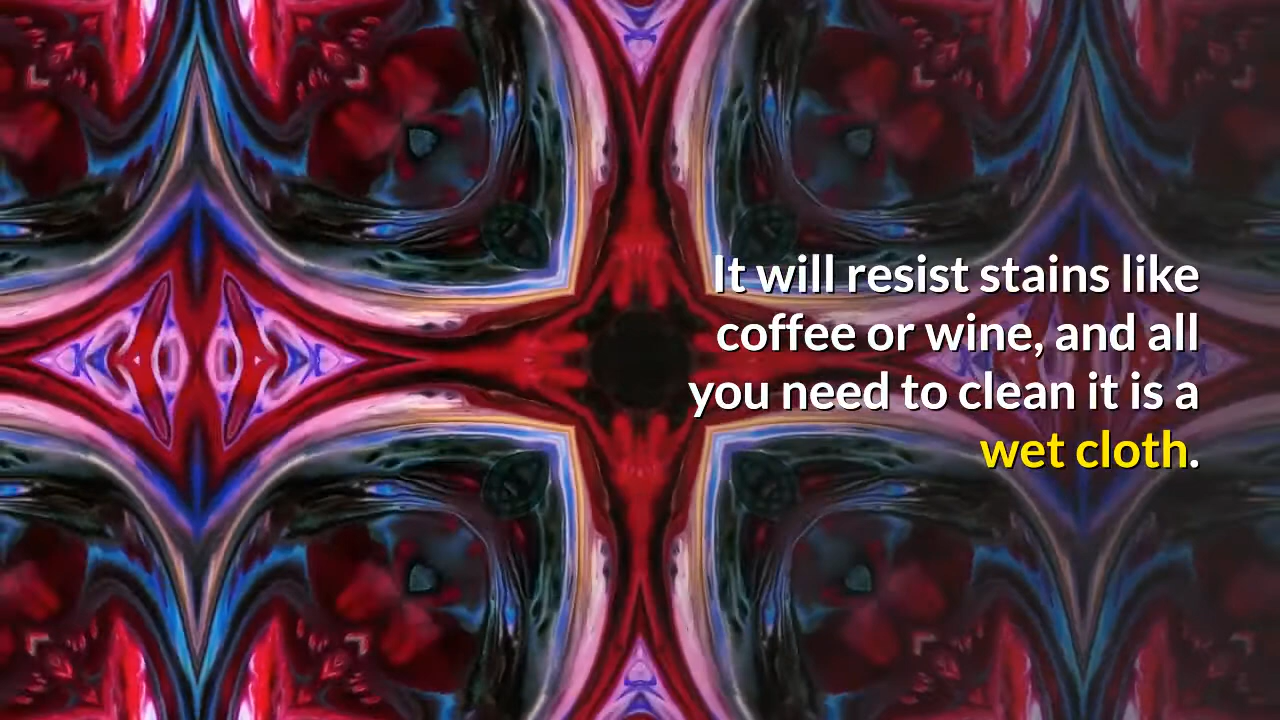 It will resist stains like
coffee or wine, and all
you need to clean it is a
wet cloth.